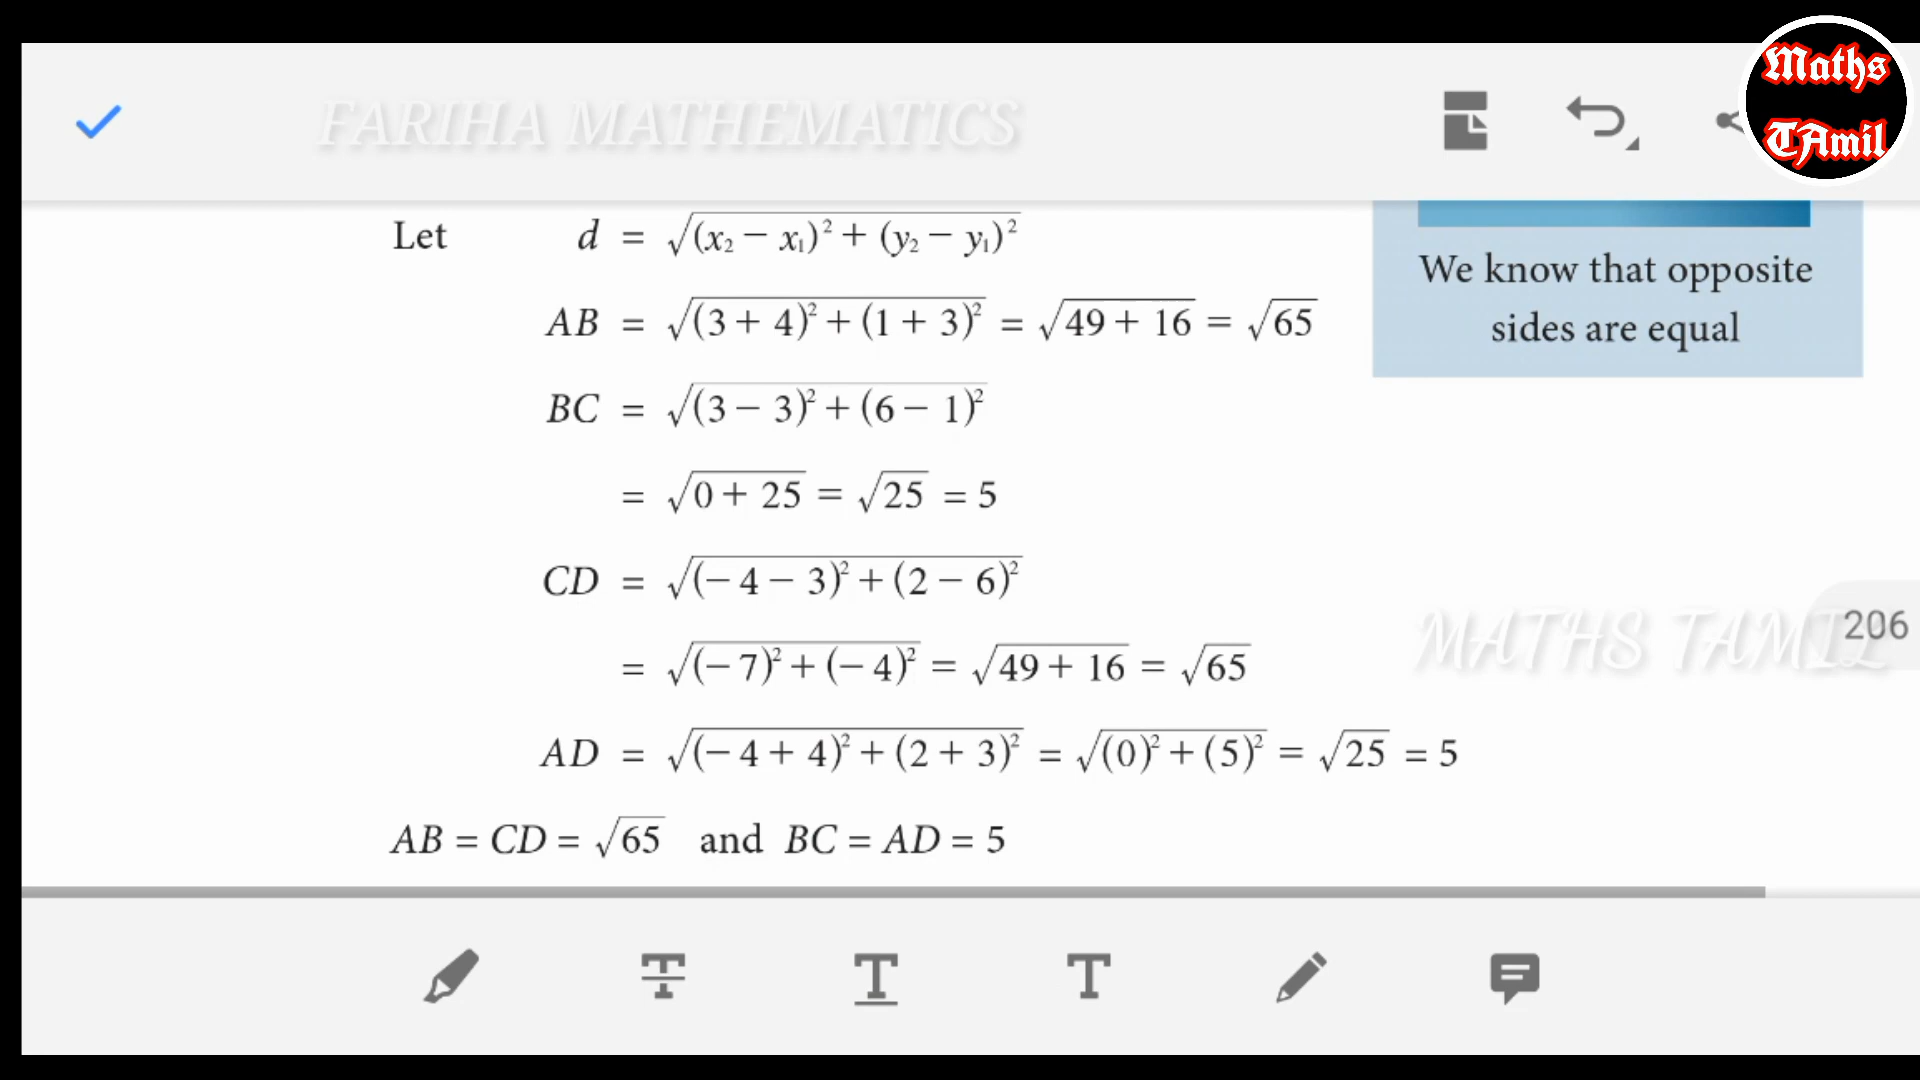 Maths
TAmil
FARIHA MATHEMATICS
Let d = √(x₂ − x₁)² + (y₂ − y₁)²
We know that opposite
sides are equal
AB = √(3 + 4)² + (1 + 3)² = √49 + 16 = √65
BC = √(3 − 3)² + (6 − 1)²
= √0 + 25 = √25 = 5
CD = √(− 4 − 3)² + (2 − 6)²
MATHS TAMIL
206
= √(− 7)² + (− 4)² = √49 + 16 = √65
AD = √(− 4 + 4)² + (2 + 3)² = √(0)² + (5)² = √25 = 5
AB = CD = √65 and BC = AD = 5